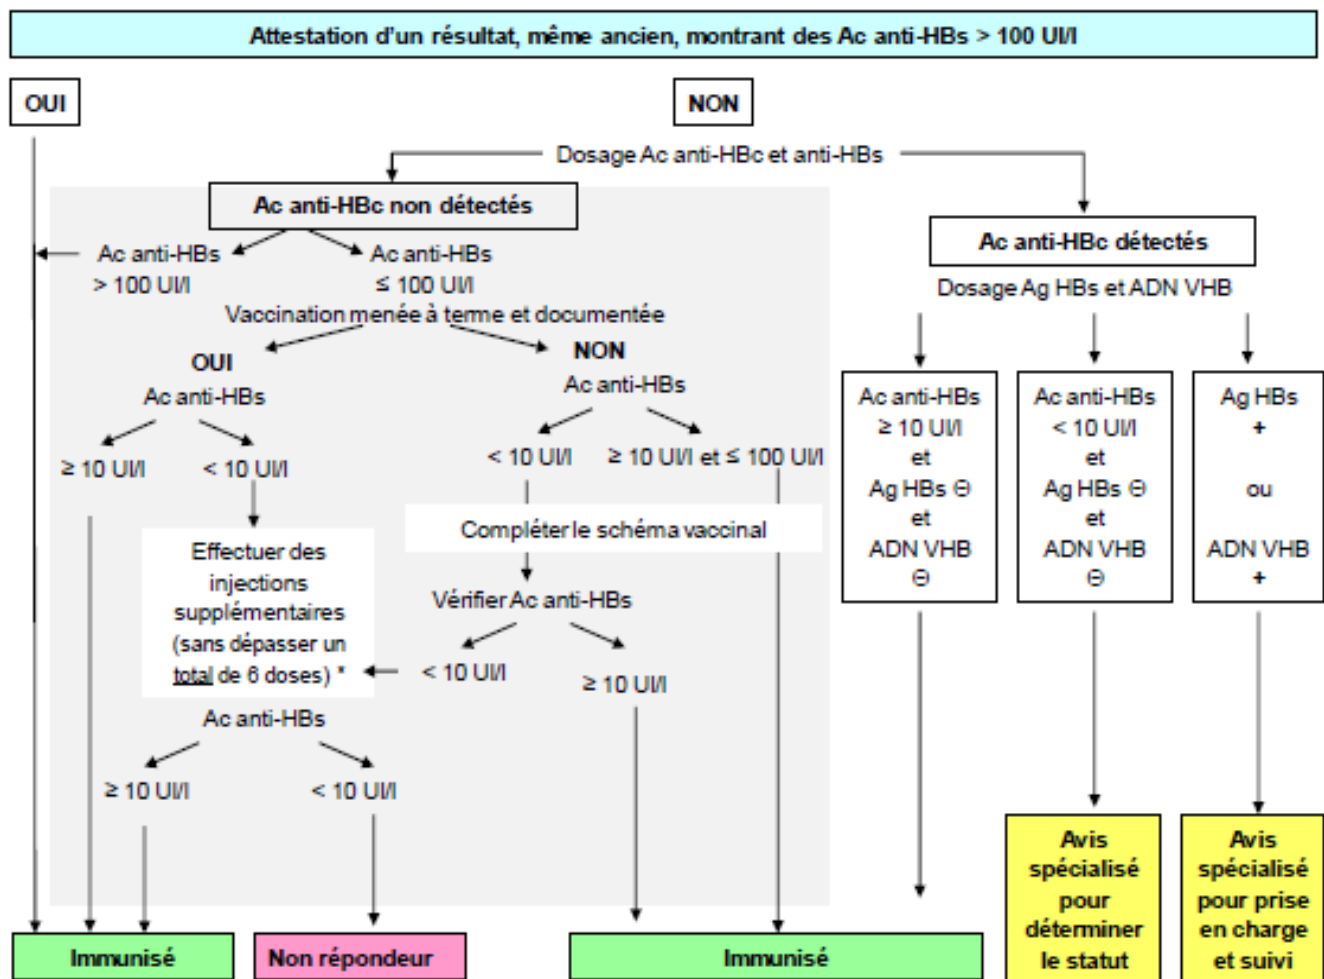 Attestation d'un résultat, même ancien, montrant des Ac anti-HBs > 100 UI/l
OUI
NON
Dosage Ac anti-HBc et anti-HBs
Ac anti-HBc non détectés
Ac anti-HBc détectés
Ac anti-HBs
> 100 UI/l
Ac anti-HBs
≤ 100 UI/l
Dosage Ag HBs et ADN VHB
Vaccination menée à terme et documentée
OUI
Ac anti-HBs
NON
Ac anti-HBs
≥ 10 UI/l
< 10 UI/l
< 10 UI/l
≥ 10 UI/l et ≤ 100 UI/l
Ac anti-HBs
≥ 10 UI/l
et
Ag HBs ⊖
et
ADN VHB
⊖
Ac anti-HBs
< 10 UI/l
et
Ag HBs ⊖
et
ADN VHB
⊖
Ag HBs
+
ou
ADN VHB
+
Compléter le schéma vaccinal
Effectuer des
injections
supplémentaires
(sans dépasser un
total de 6 doses) *
Vérifier Ac anti-HBs
< 10 UI/l
≥ 10 UI/l
Ac anti-HBs
≥ 10 UI/l
< 10 UI/l
Immunisé
Non répondeur
Immunisé
Avis
spécialisé
pour
déterminer
le statut
Avis
spécialisé
pour prise
en charge
et suivi